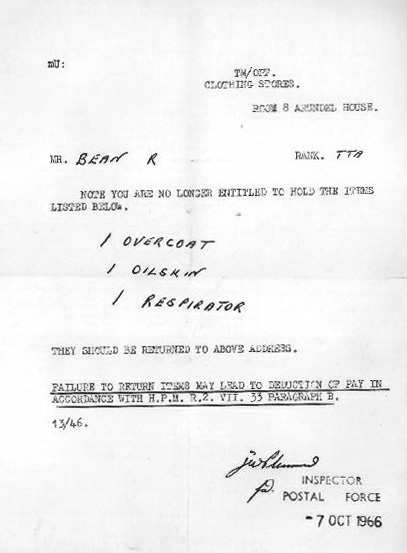 mU:
TM/OFF.
CLOTHING STORES.
ROOM 8 ARUNDEL HOUSE.
MR. BEAN R RANK. TTA
NOTE YOU ARE NO LONGER ENTITLED TO HOLD THE ITEMS
LISTED BELOW.
1 OVERCOAT
1 OILSKIN
1 RESPIRATOR
THEY SHOULD BE RETURNED TO ABOVE ADDRESS.
FAILURE TO RETURN ITEMS MAY LEAD TO DEDUCTION OF PAY IN
ACCORDANCE WITH H.P.M. R.2. VII. 33 PARAGRAPH B.
13/46.
INSPECTOR
POSTAL FORCE
-7 OCT 1966